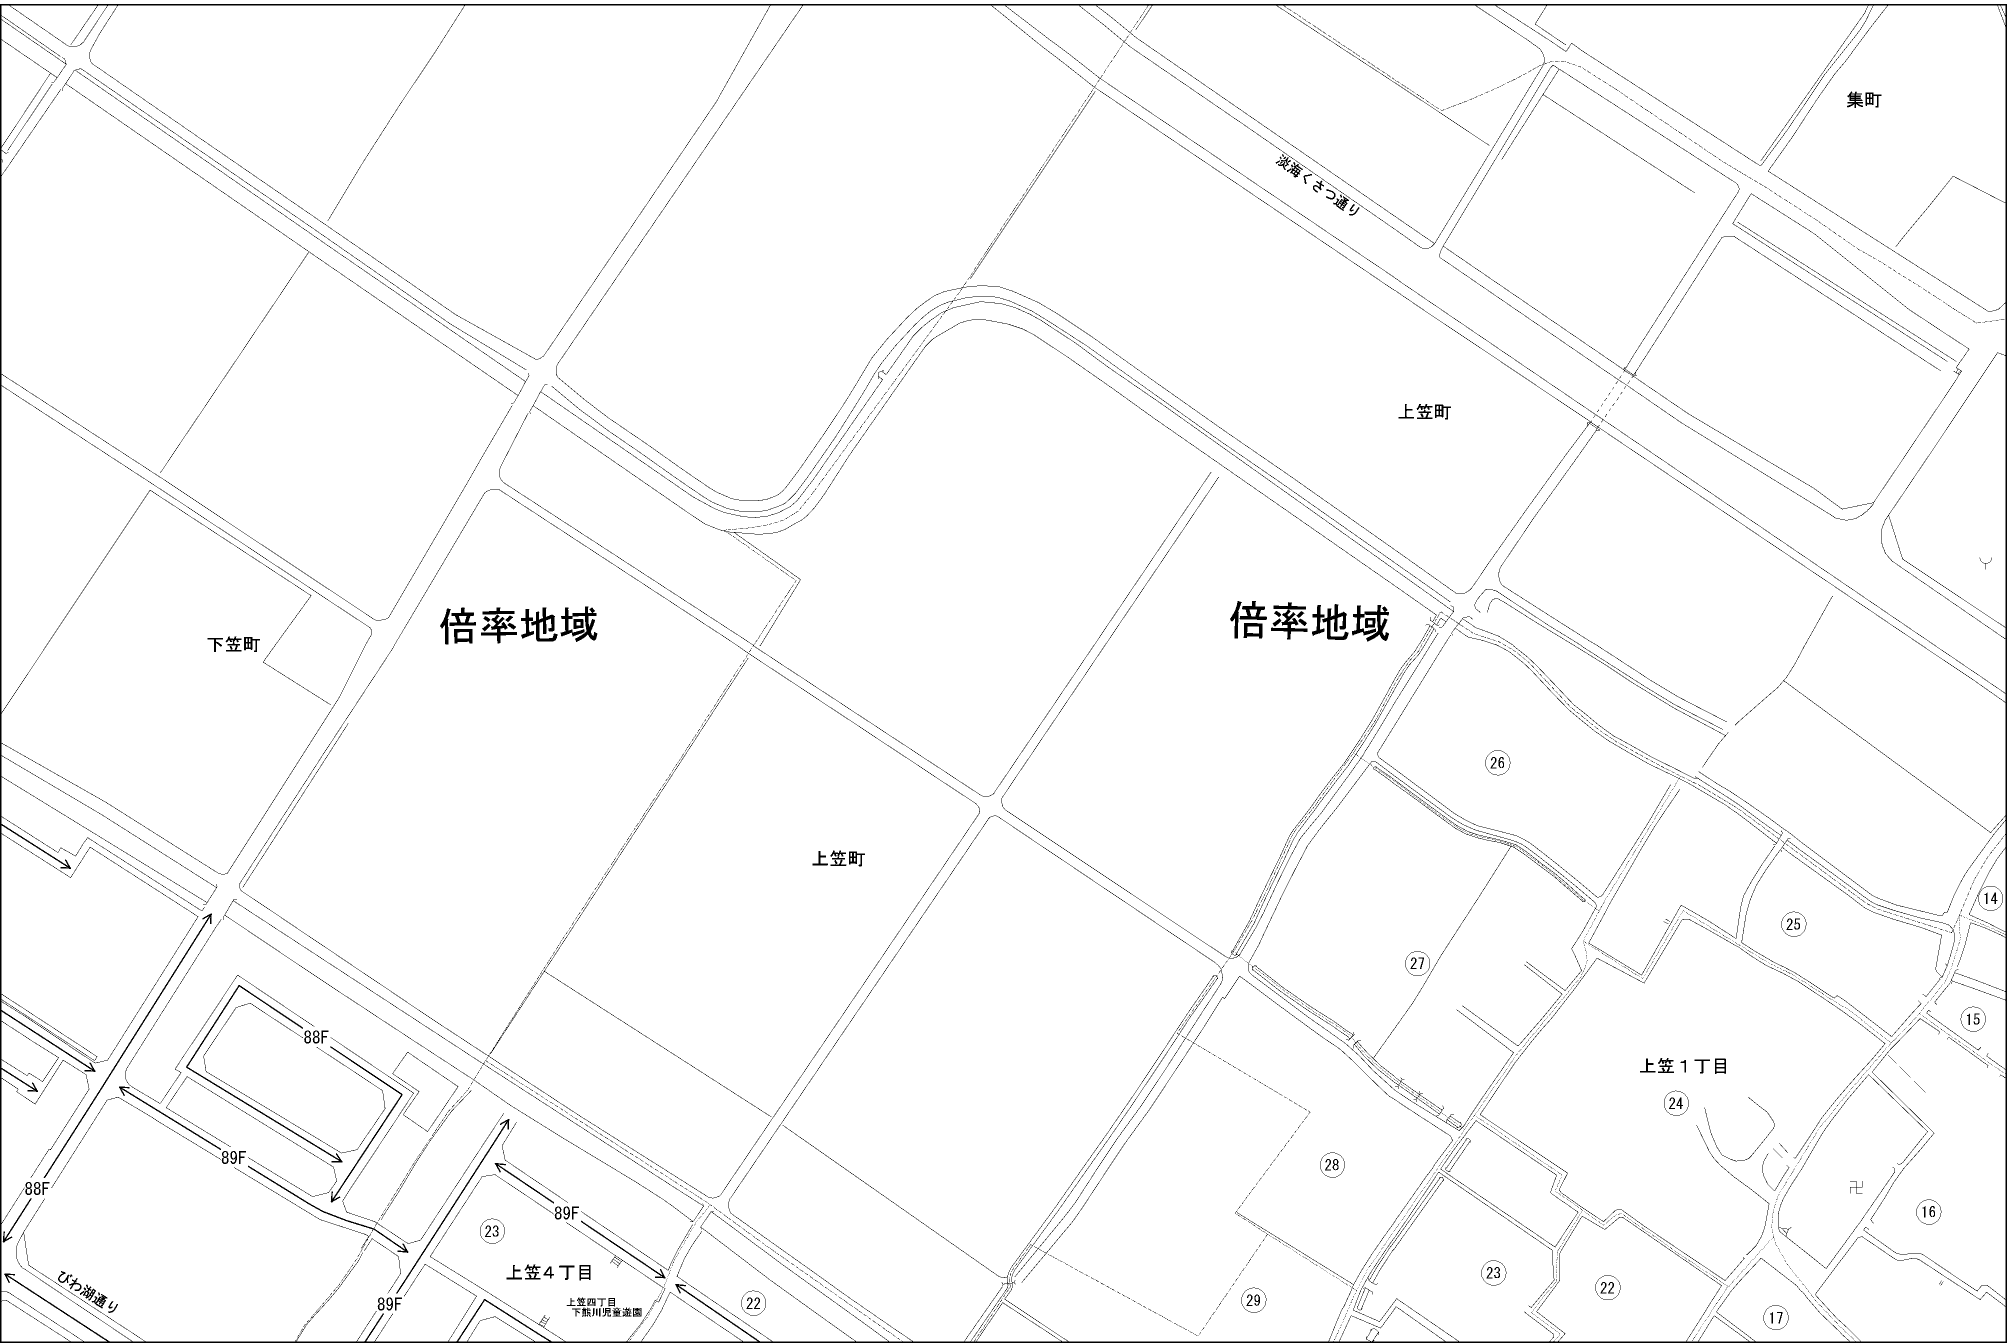 集町
淡海くさつ通り
上笠町
倍率地域
倍率地域
下笠町
26
上笠町
14
25
27
15
88F
上笠1丁目
24
89F
28
88F
16
89F
23
上笠4丁目
23
22
びわ湖通り
89F
上笠四丁目
下熊川児童遊園
22
29
17